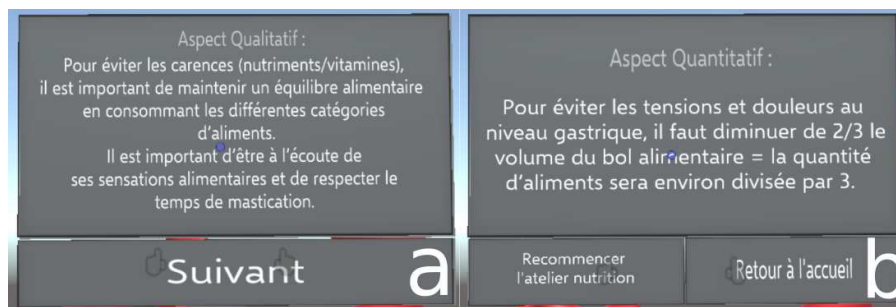 Aspect Qualitatif :
Pour éviter les carences (nutriments/vitamines),
il est important de maintenir un équilibre alimentaire
en consommant les différentes catégories
d'aliments.
Il est important d'être à l'écoute de
ses sensations alimentaires et de respecter le
temps de mastication.
Suivant
a
Aspect Quantitatif :
Pour éviter les tensions et douleurs au
niveau gastrique, il faut diminuer de 2/3 le
volume du bol alimentaire = la quantité
d'aliments sera environ divisée par 3.
Recommencer
l'atelier nutrition
Retour à l'accueil
b